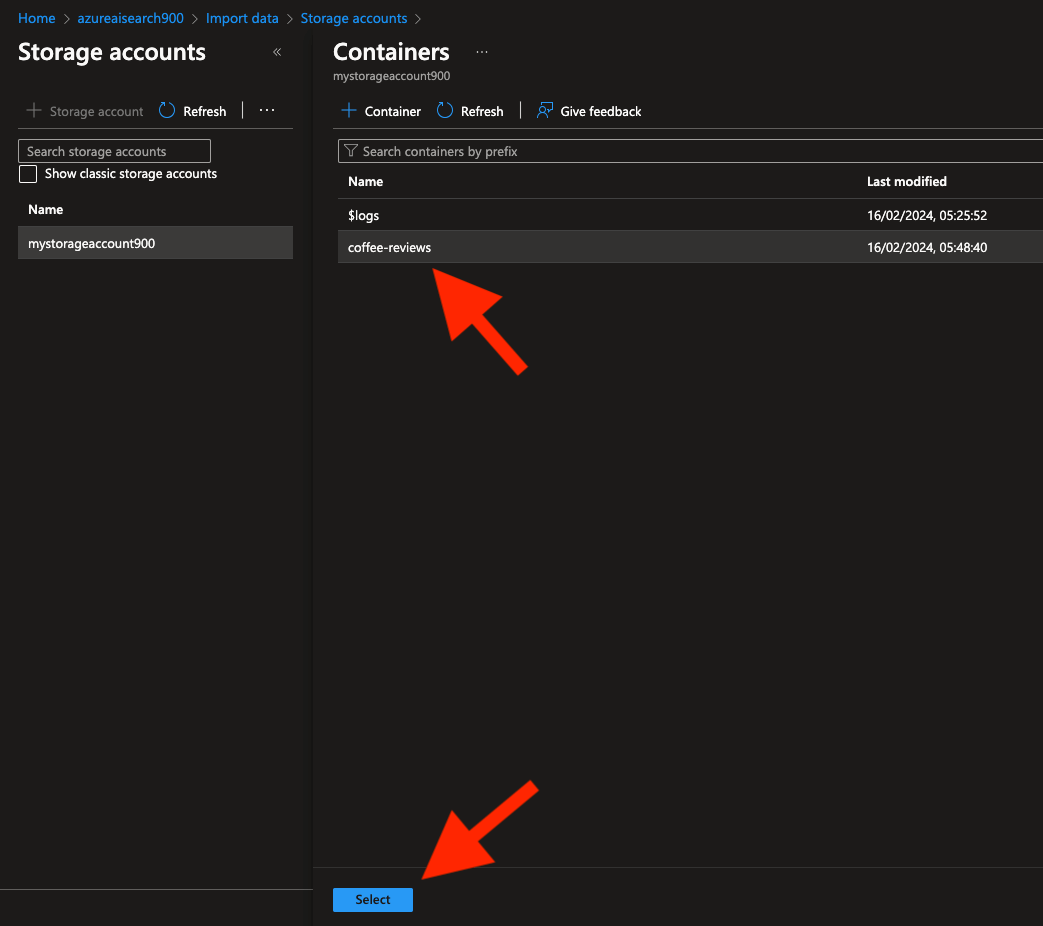 Home > azureaisearch900 > Import data > Storage accounts >
Storage accounts «
+ Storage account Refresh | ...
Search storage accounts
Show classic storage accounts
Name
mystorageaccount900
Containers ...
mystorageaccount900
+ Container Refresh | Give feedback
Search containers by prefix
Name Last modified
$logs 16/02/2024, 05:25:52
coffee-reviews 16/02/2024, 05:48:40
Select